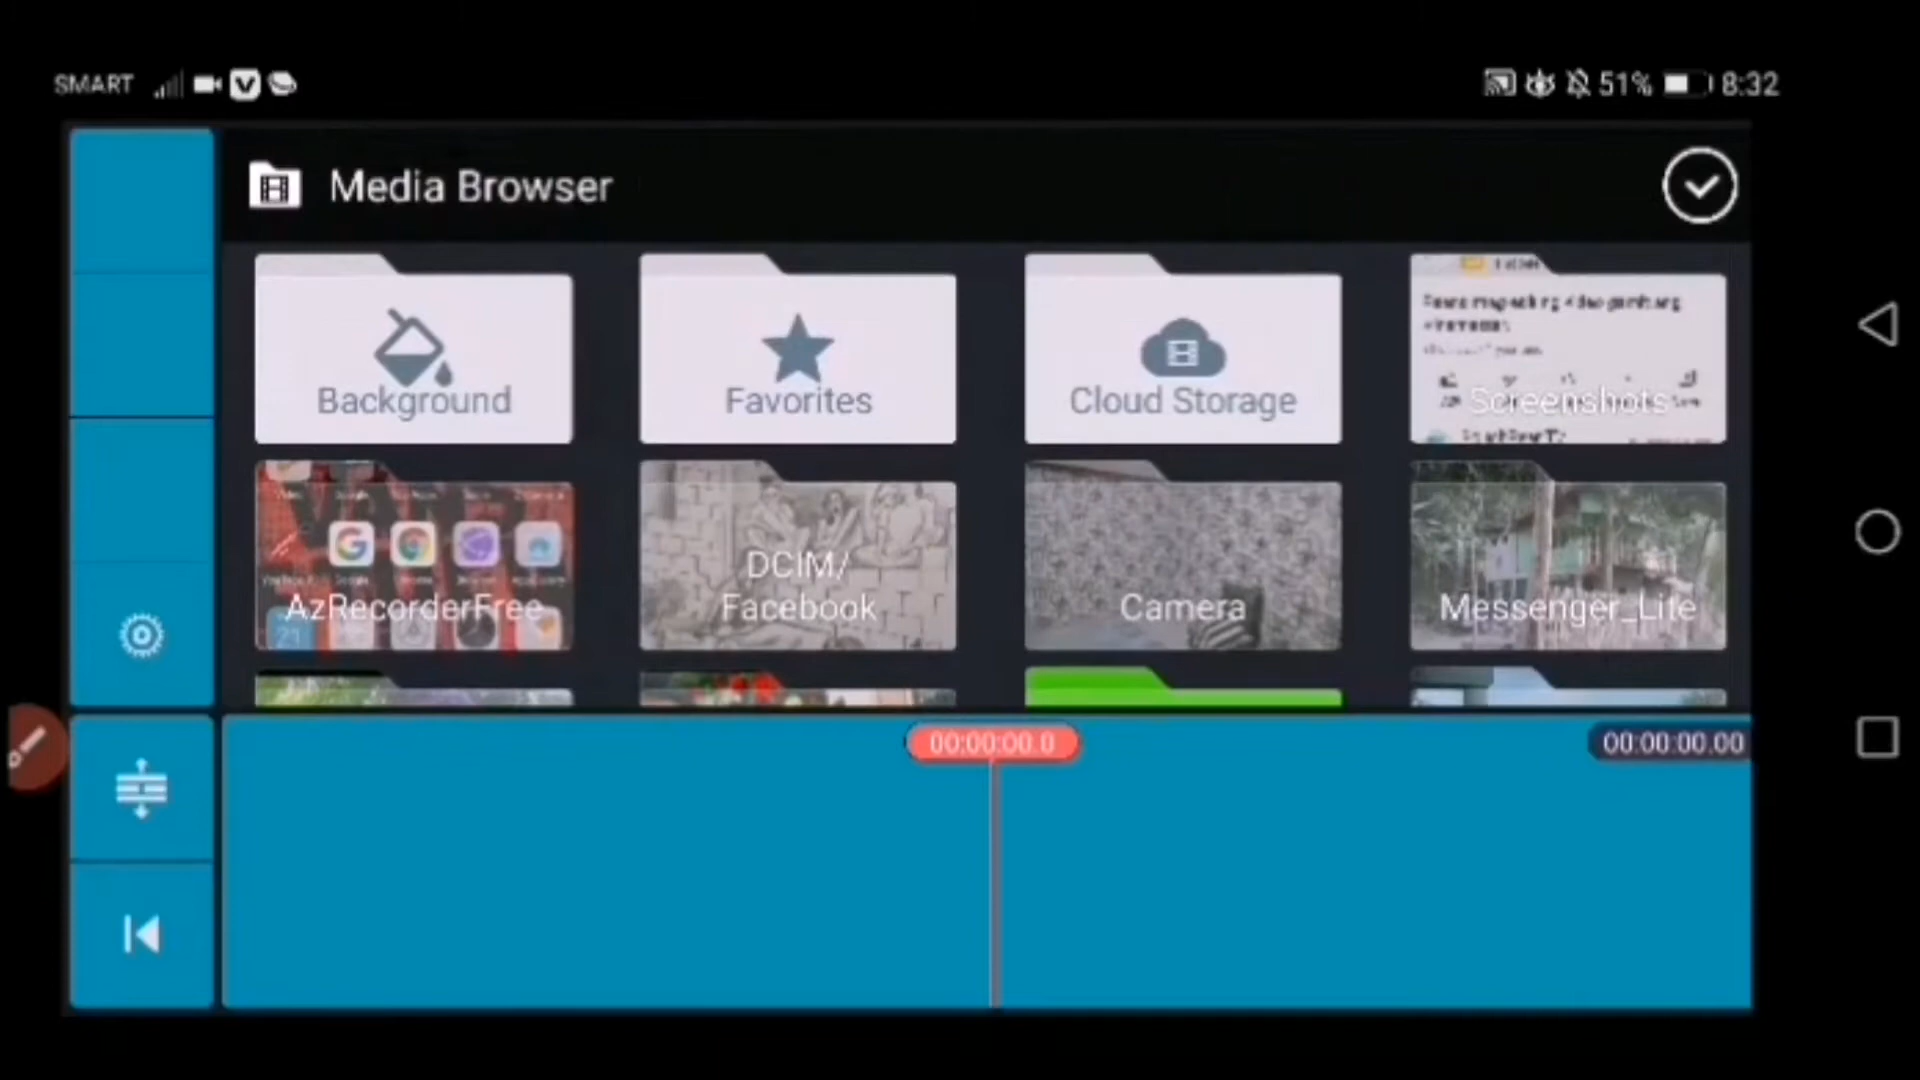 SMART 51% 8:32
Media Browser
Background Favorites Cloud Storage Screenshots
AzRecorderFree DCIM/
Facebook Camera Messenger_Lite
00:00:00.0 00:00:00.00